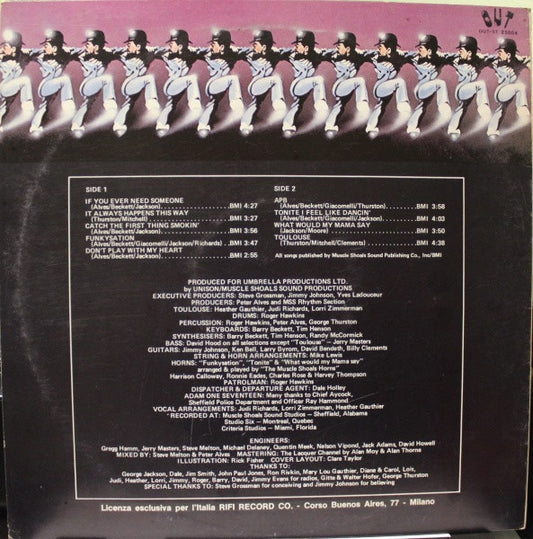 OUT
OUT-ST 25004
SIDE 1
IF YOU EVER NEED SOMEONE
(Alves/Beckett/Jackson)......................BMI 4:27
IT ALWAYS HAPPENS THIS WAY
(Thurston/Mitchell)......................BMI 3:27
CATCH THE FIRST THING SMOKIN'
(Alves/Beckett/Jackson)......................BMI 3:56
FUNKYSATION
(Alves/Beckett/Giacomelli/Jackson/Richards) .BMI 3:47
DON'T PLAY WITH MY HEART
(Alves/Beckett/Jackson)......................BMI 2:55
SIDE 2
APB
(Alves/Beckett/Giacomelli/Thurston)......BMI 3:58
TONITE I FEEL LIKE DANCIN'
(Alves/Beckett/Giacomelli/Jackson).......BMI 4:03
WHAT WOULD MY MAMA SAY
(Jackson/Moore)......................BMI 3:50
TOULOUSE
(Thurston/Mitchell/Clements)...........BMI 4:38
All songs published by Muscle Shoals Sound Publishing Co., Inc/BMI
PRODUCED FOR UMBRELLA PRODUCTIONS LTD.
by UNISON/MUSCLE SHOALS SOUND PRODUCTIONS
EXECUTIVE PRODUCERS: Steve Grossman, Jimmy Johnson, Yves Ladouceur
PRODUCERS: Peter Alves and MSS Rhythm Section
TOULOUSE: Heather Gauthier, Judi Richards, Lorri Zimmerman
DRUMS: Roger Hawkins
PERCUSSION: Roger Hawkins, Peter Alves, George Thurston
KEYBOARDS: Barry Beckett, Tim Henson
SYNTHESISERS: Barry Beckett, Tim Henson, Randy McCormick
BASS: David Hood on all selections except "Toulouse" — Jerry Masters
GUITARS: Jimmy Johnson, Ken Bell, Larry Byrom, David Bendeth, Billy Clements
STRING & HORN ARRANGEMENTS: Mike Lewis
HORNS: "Funkysation", "Tonite" & "What would my Mama say"
arranged & played by "The Muscle Shoals Horns"
Harrison Calloway, Ronnie Eades, Charles Rose & Harvey Thompson
PATROLMAN: Roger Hawkins
DISPATCHER & DEPARTURE AGENT: Dale Holley
ADAM ONE SEVENTEEN: Many thanks to Chief Aycock,
Sheffield Police Department and Officer Ray Hammond
VOCAL ARRANGEMENTS: Judi Richards, Lorri Zimmerman, Heather Gauthier
RECORDED AT: Muscle Shoals Sound Studios — Sheffield, Alabama
Studio Six — Montreal, Quebec
Criteria Studios — Miami, Florida
ENGINEERS:
Gregg Hamm, Jerry Masters, Steve Melton, Michael Delaney, Quentin Meek, Nelson Vipond, Jack Adams, David Howell
MIXED BY: Steve Melton & Peter Alves MASTERING: The Lacquer Channel by Alan Moy & Alan Thorne
ILLUSTRATION: Rick Fisher COVER LAYOUT: Clara Taylor
THANKS TO:
George Jackson, Dale, Jim Smith, John Paul Jones, Ron Rivkin, Mary Lou Gauthier, Diane & Carol, Lois,
Judi, Heather, Lorri, Jimmy, Roger, Barry, David, Jimmy Evans for radios, Gitte & Walter Hofer, George Thurston
SPECIAL THANKS TO: Steve Grossman for conceiving and Jimmy Johnson for believing
Licenza esclusiva per l'Italia RIFI RECORD CO. - Corso Buenos Aires, 77 - Milano